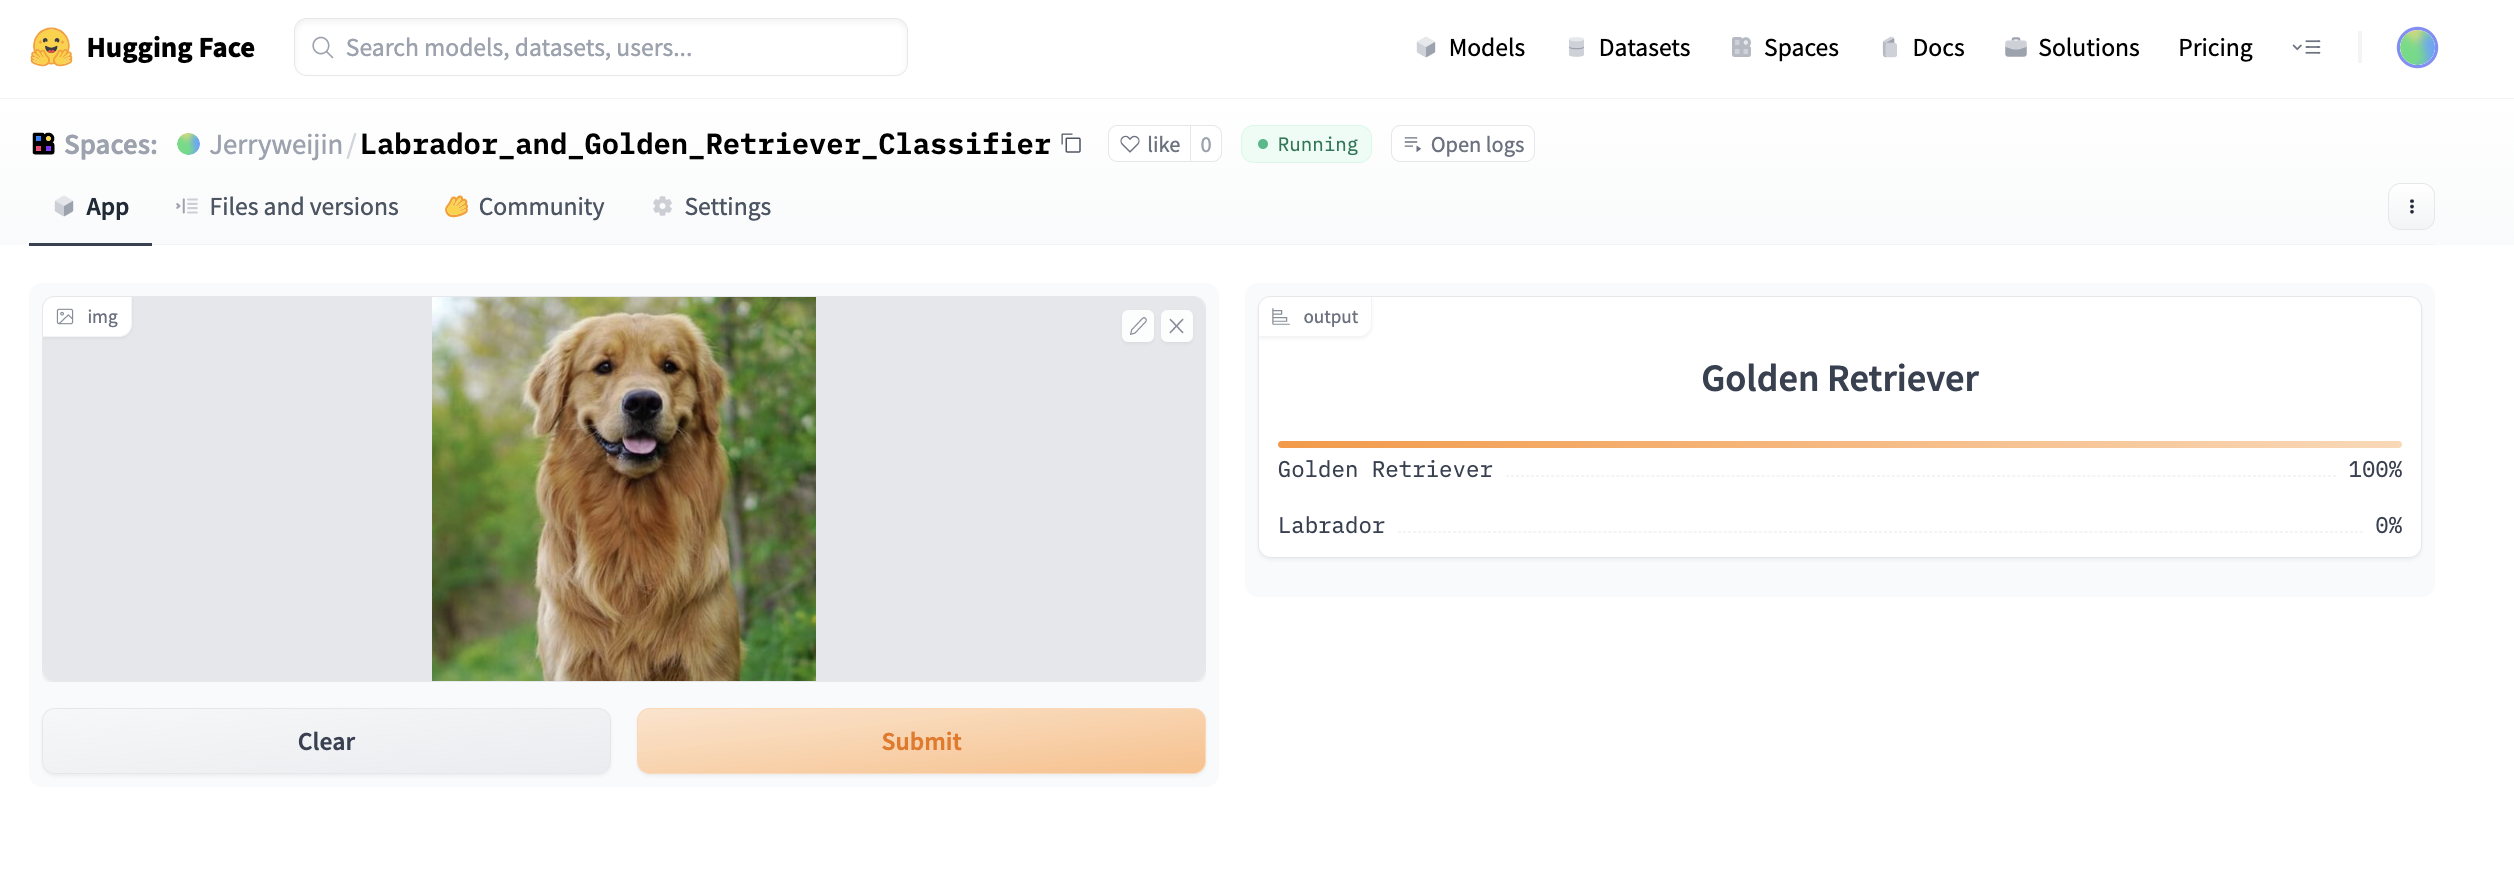 Hugging Face
Search models, datasets, users...
Models
Datasets
Spaces
Docs
Solutions
Pricing
Spaces:
Jerryweijin/Labrador_and_Golden_Retriever_Classifier
like
0
Running
Open logs
App
Files and versions
Community
Settings
img
Clear
Submit
output
Golden Retriever
Golden Retriever 100%
Labrador 0%